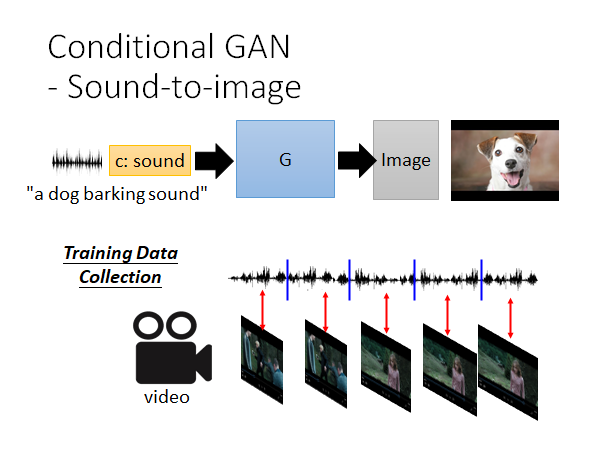 Conditional GAN
- Sound-to-image
c: sound
G
Image
"a dog barking sound"
Training Data
Collection
video